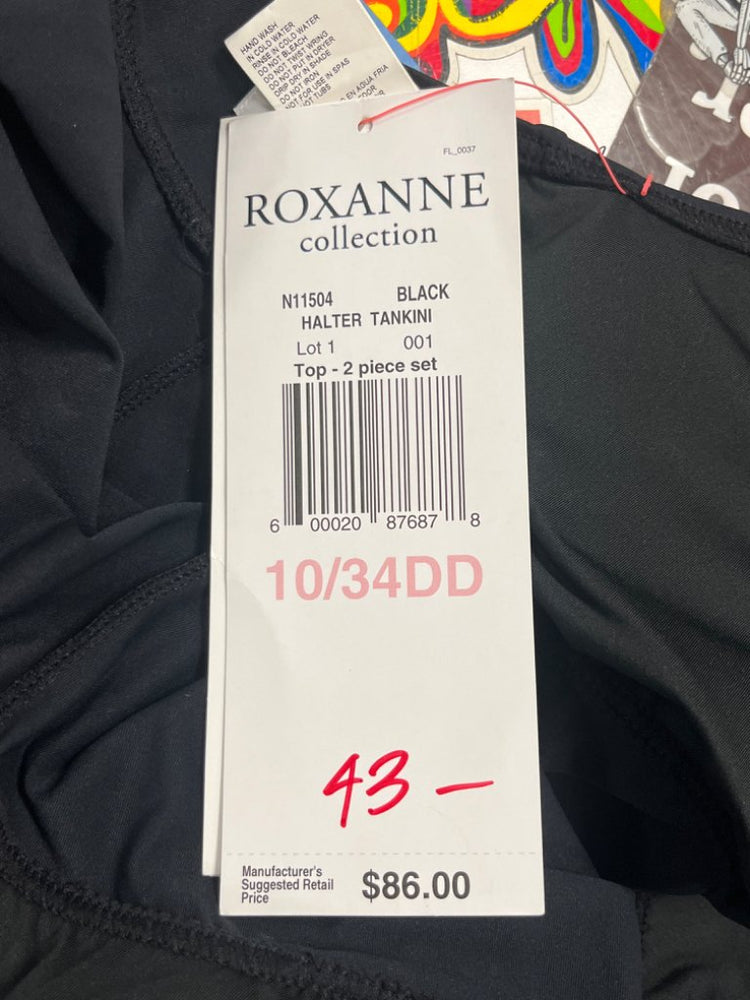 HAND WASH
IN COLD WATER
RINSE IN COLD WATER
DO NOT BLEACH
DO NOT TWIST WRING
DO NOT PUT IN DRYER
DRIP DRY IN SHADE
DO NOT IRON
NOT FOR USE IN SPAS
HOT TUBS
EN AGUA FRIA
FL_0037
ROXANNE
collection
N11504 BLACK
HALTER TANKINI
Lot 1 001
Top - 2 piece set
6 00020 87687 8
10/34DD
43 —
Manufacturer's
Suggested Retail
Price
$86.00